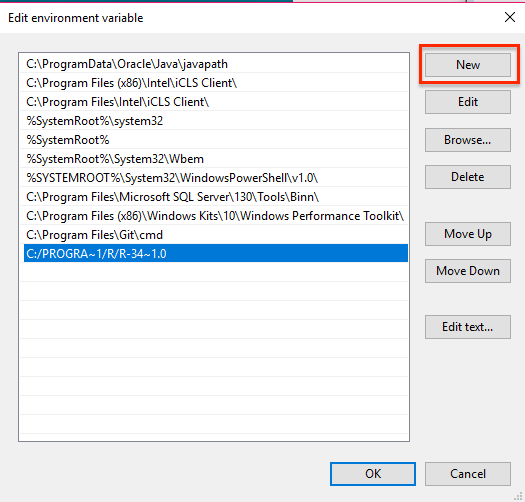 Edit environment variable
C:\ProgramData\Oracle\Java\javapath
C:\Program Files (x86)\Intel\iCLS Client\
C:\Program Files\Intel\iCLS Client\
%SystemRoot%\system32
%SystemRoot%
%SystemRoot%\System32\Wbem
%SYSTEMROOT%\System32\WindowsPowerShell\v1.0\
C:\Program Files\Microsoft SQL Server\130\Tools\Binn\
C:\Program Files (x86)\Windows Kits\10\Windows Performance Toolkit\
C:\Program Files\Git\cmd
C:/PROGRA~1/R/R-34~1.0
New
Edit
Browse...
Delete
Move Up
Move Down
Edit text...
OK
Cancel